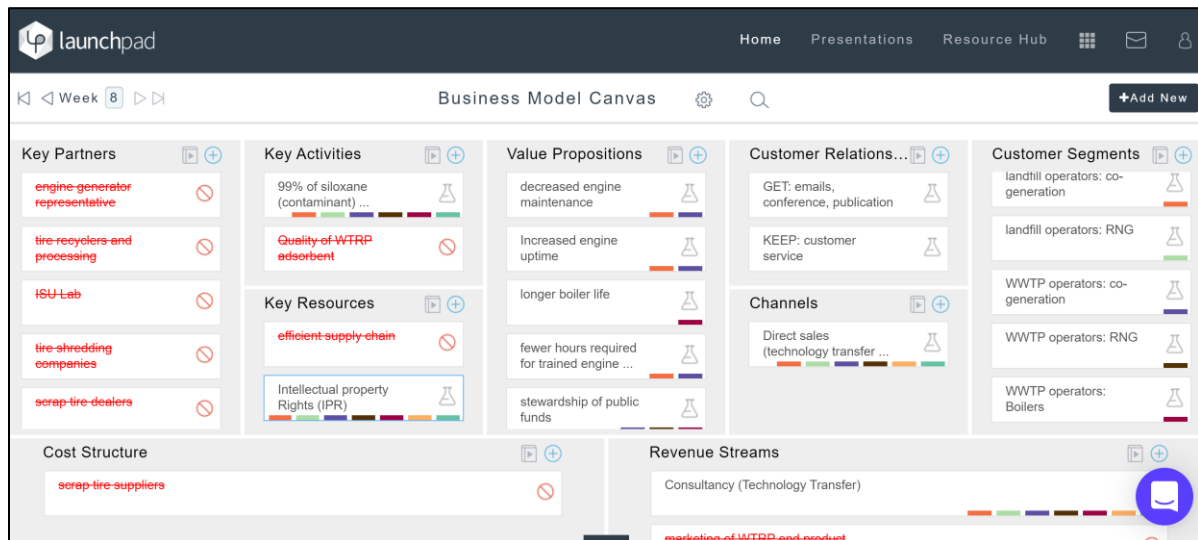 launchpad
Home Presentations Resource Hub
Week 8
Business Model Canvas
+Add New
Key Partners
engine generator
representative
tire recyclers and
processing
ISU Lab
tire shredding
companies
scrap tire dealers
Key Activities
99% of siloxane
(contaminant) ...
Quality of WTRP
adsorbent
Key Resources
efficient supply chain
Intellectual property
Rights (IPR)
Value Propositions
decreased engine
maintenance
Increased engine
uptime
longer boiler life
fewer hours required
for trained engine ...
stewardship of public
funds
Customer Relations...
GET: emails,
conference, publication
KEEP: customer
service
Channels
Direct sales
(technology transfer ...
Customer Segments
landfill operators: co-
generation
landfill operators: RNG
WWTP operators: co-
generation
WWTP operators: RNG
WWTP operators:
Boilers
Cost Structure
scrap tire suppliers
Revenue Streams
Consultancy (Technology Transfer)
marketing of WTRP end product